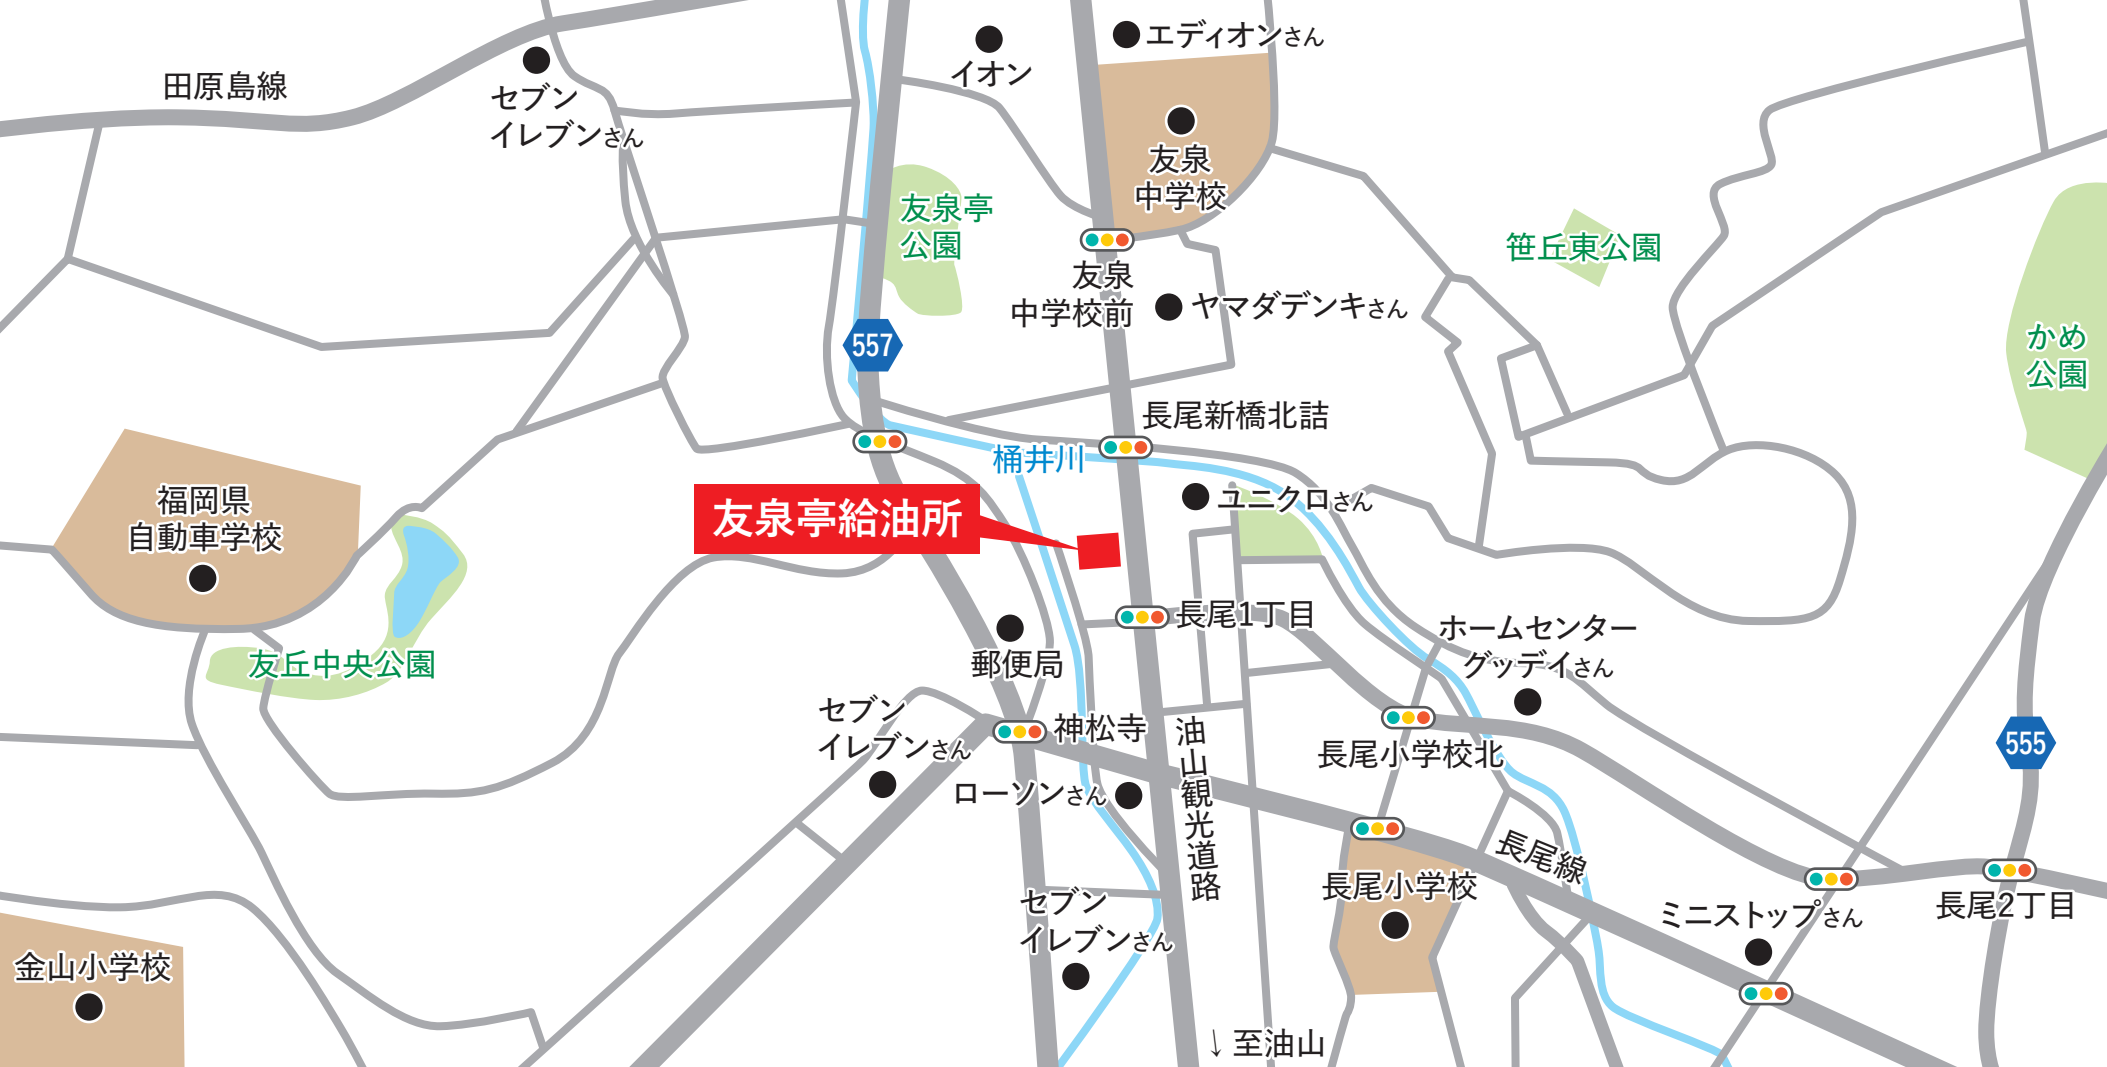 エディオンさん
イオン
田原島線
セブン
イレブンさん
友泉
中学校
友泉亭
公園
笹丘東公園
友泉
中学校前
ヤマダデンキさん
かめ
公園
557
長尾新橋北詰
桶井川
友泉亭給油所
ユニクロさん
福岡県
自動車学校
長尾1丁目
ホームセンター
グッデイさん
郵便局
友丘中央公園
セブン
イレブンさん
神松寺
油山観光道路
長尾小学校北
555
ローソンさん
長尾線
長尾小学校
セブン
イレブンさん
ミニストップさん
長尾2丁目
金山小学校
↓至油山